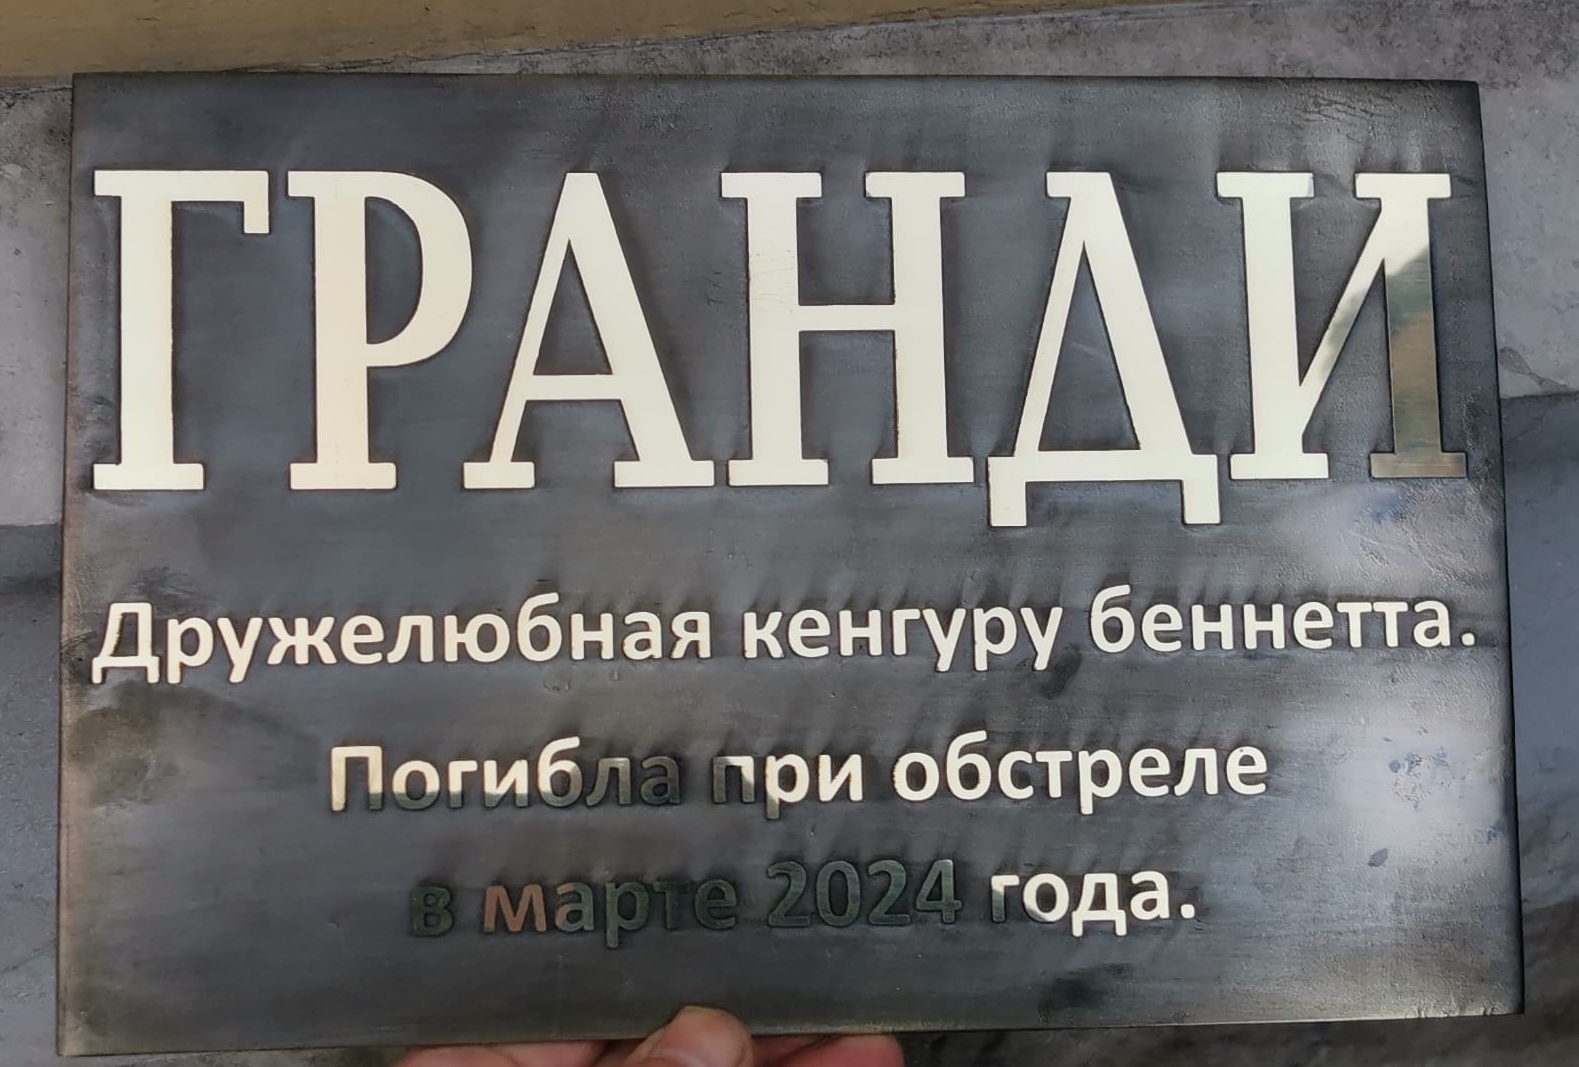 ГРАНДИ
Дружелюбная кенгуру беннетта.
Погибла при обстреле
в марте 2024 года.